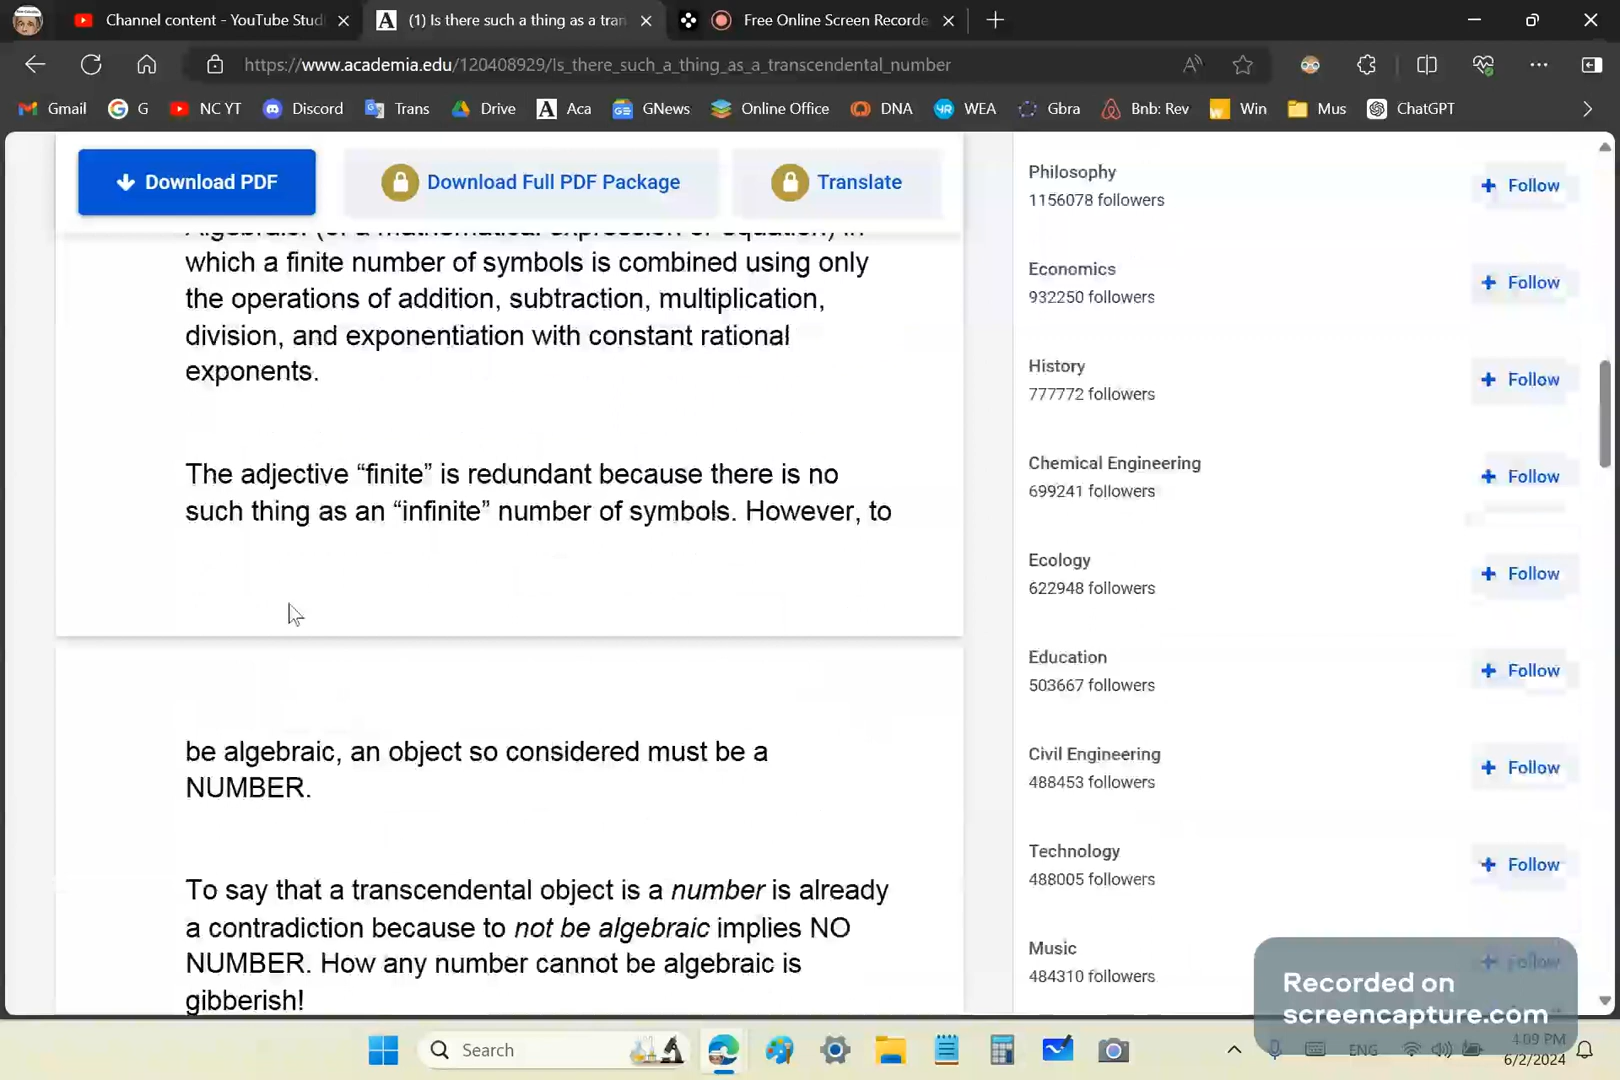 Channel content - YouTube Stud
(1) Is there such a thing as a tran
Free Online Screen Recorde
https://www.academia.edu/120408929/Is_there_such_a_thing_as_a_transcendental_number
Gmail
G
NC YT
Discord
Trans
Drive
Aca
GNews
Online Office
DNA
WEA
Gbra
Bnb: Rev
Win
Mus
ChatGPT
Download PDF
Download Full PDF Package
Translate
which a finite number of symbols is combined using only
the operations of addition, subtraction, multiplication,
division, and exponentiation with constant rational
exponents.
The adjective “finite” is redundant because there is no
such thing as an “infinite” number of symbols. However, to
be algebraic, an object so considered must be a
NUMBER.
To say that a transcendental object is a number is already
a contradiction because to not be algebraic implies NO
NUMBER. How any number cannot be algebraic is
gibberish!
Philosophy
1156078 followers
Follow
Economics
932250 followers
Follow
History
777772 followers
Follow
Chemical Engineering
699241 followers
Follow
Ecology
622948 followers
Follow
Education
503667 followers
Follow
Civil Engineering
488453 followers
Follow
Technology
488005 followers
Follow
Music
484310 followers
Follow
Recorded on
screencapture.com
Search
ENG
4:09 PM
6/2/2024